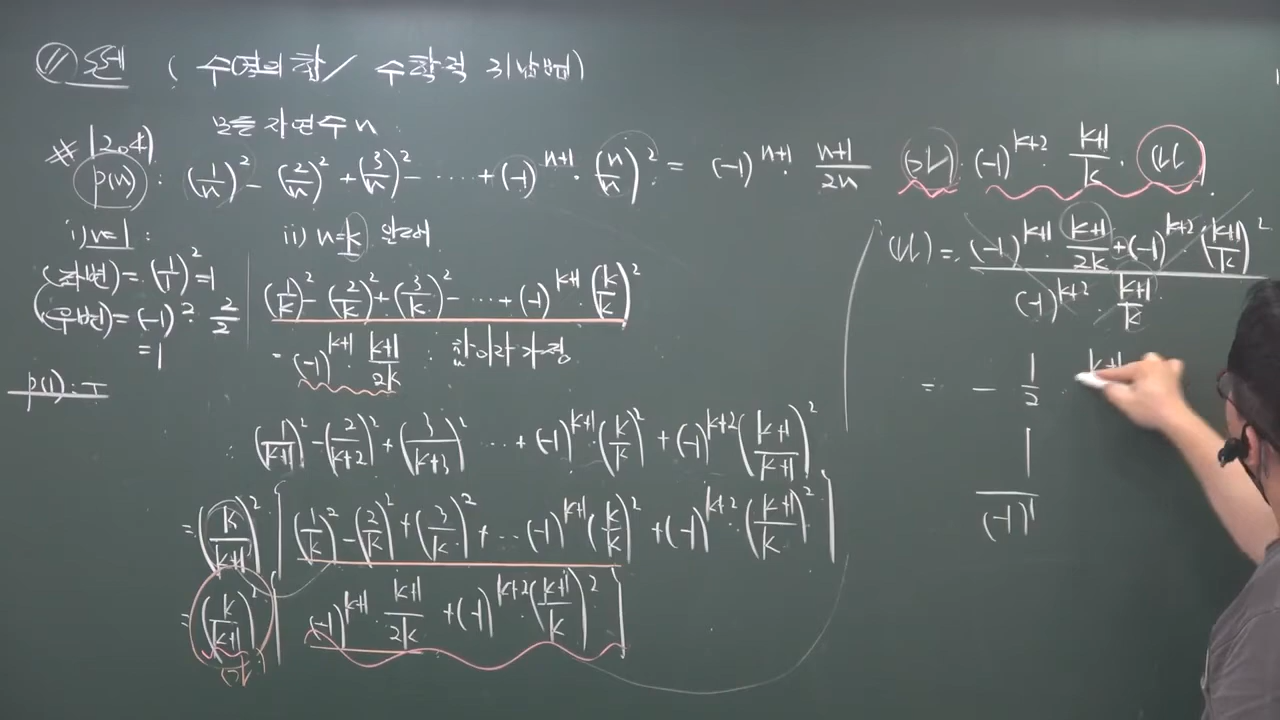 11 주제 ( 수열의 합 / 수학적 귀납법)
모든 자연수 n.
# 1204)
p(n) : (1/n)² - (2/n)² + (3/n)² - ····· + (-1)^{n+1} · (n/n)² = (-1)^{n+1} · (n+1)/(2n)
i) n=1 :
(좌변) = (1/1)² = 1
(우변) = (-1)² · 2/2
= 1
p(1) : T
ii) n=k 일때
(1/k)² - (2/k)² + (3/k)² - ··· + (-1)^{k+1} · (k/k)²
= (-1)^{k+1} · (k+1)/(2k) : 참이라 가정
(1/(k+1))² - (2/(k+2))² + (3/(k+3))² ··· + (-1)^{k+1} (k/k)² + (-1)^{k+2} ((k+1)/(k+1))²
= (k/(k+1))² [ (1/k)² - (2/k)² + (3/k)² + ·· (-1)^{k+1} (k/k)² + (-1)^{k+2} · ((k+1)/k)² ]
= (k/(k+1))² [ (-1)^{k+1} · (k+1)/(2k) + (-1)^{k+2} · ((k+1)/k)² ]
(가)
(가) · (-1)^{k+2} · (k+1)/k · (나)
(나) = ((-1)^{k+1} · (k+1)/(2k) + (-1)^{k+2} · ((k+1)/k)²) / ((-1)^{k+2} · (k+1)/k)
= - 1/2 k+1
1/(-1)^1